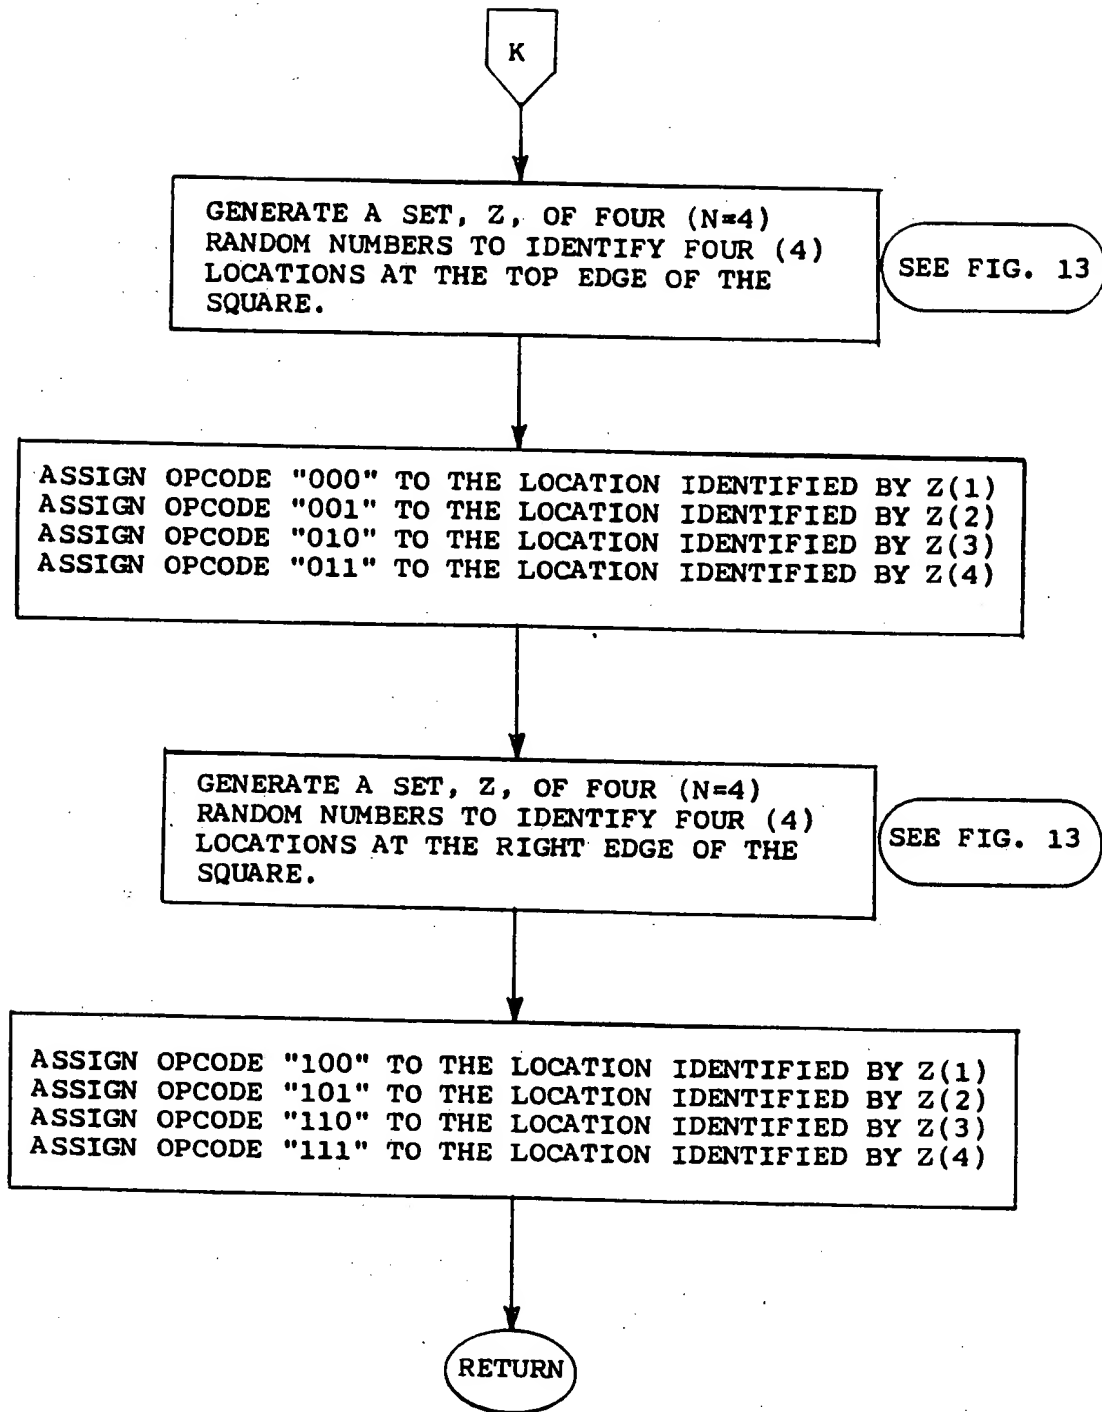 K
GENERATE A SET, Z, OF FOUR (N=4)
RANDOM NUMBERS TO IDENTIFY FOUR (4)
LOCATIONS AT THE TOP EDGE OF THE
SQUARE.
SEE FIG. 13
ASSIGN OPCODE "000" TO THE LOCATION IDENTIFIED BY Z(1)
ASSIGN OPCODE "001" TO THE LOCATION IDENTIFIED BY Z(2)
ASSIGN OPCODE "010" TO THE LOCATION IDENTIFIED BY Z(3)
ASSIGN OPCODE "011" TO THE LOCATION IDENTIFIED BY Z(4)
GENERATE A SET, Z, OF FOUR (N=4)
RANDOM NUMBERS TO IDENTIFY FOUR (4)
LOCATIONS AT THE RIGHT EDGE OF THE
SQUARE.
SEE FIG. 13
ASSIGN OPCODE "100" TO THE LOCATION IDENTIFIED BY Z(1)
ASSIGN OPCODE "101" TO THE LOCATION IDENTIFIED BY Z(2)
ASSIGN OPCODE "110" TO THE LOCATION IDENTIFIED BY Z(3)
ASSIGN OPCODE "111" TO THE LOCATION IDENTIFIED BY Z(4)
RETURN